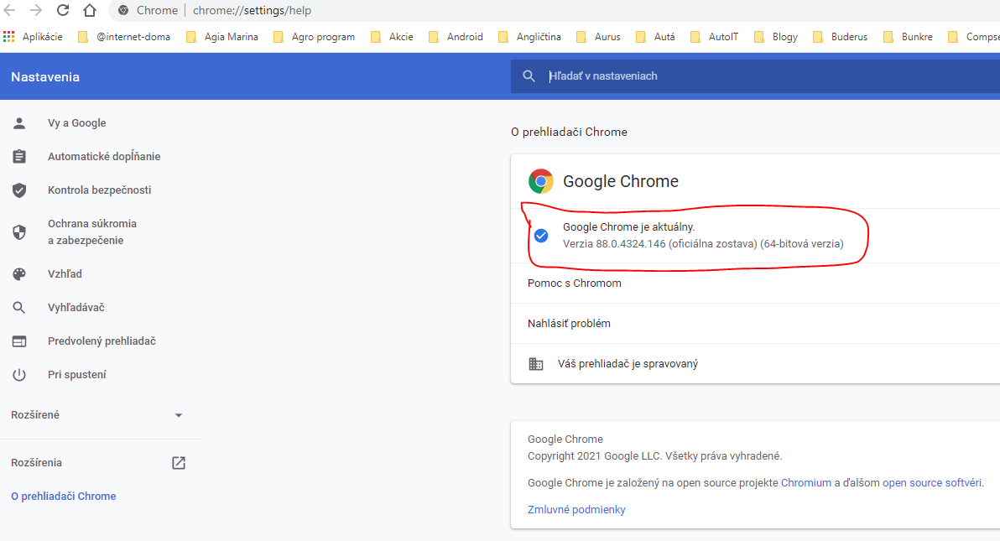 Chrome | chrome://settings/help
Aplikácie @internet-doma Agia Marina Agro program Akcie Android Angličtina Aurus Autá AutoIT Blogy Buderus Bunkre Compse
Nastavenia
Hľadať v nastaveniach
Vy a Google
Automatické dopĺňanie
Kontrola bezpečnosti
Ochrana súkromia
a zabezpečenie
Vzhľad
Vyhľadávač
Predvolený prehliadač
Pri spustení
Rozšírené
Rozšírenia
O prehliadači Chrome
O prehliadači Chrome
Google Chrome
Google Chrome je aktuálny.
Verzia 88.0.4324.146 (oficiálna zostava) (64-bitová verzia)
Pomoc s Chromom
Nahlásiť problém
Váš prehliadač je spravovaný
Google Chrome
Copyright 2021 Google LLC. Všetky práva vyhradené.
Google Chrome je založený na open source projekte Chromium a ďalšom open source softvéri.
Zmluvné podmienky